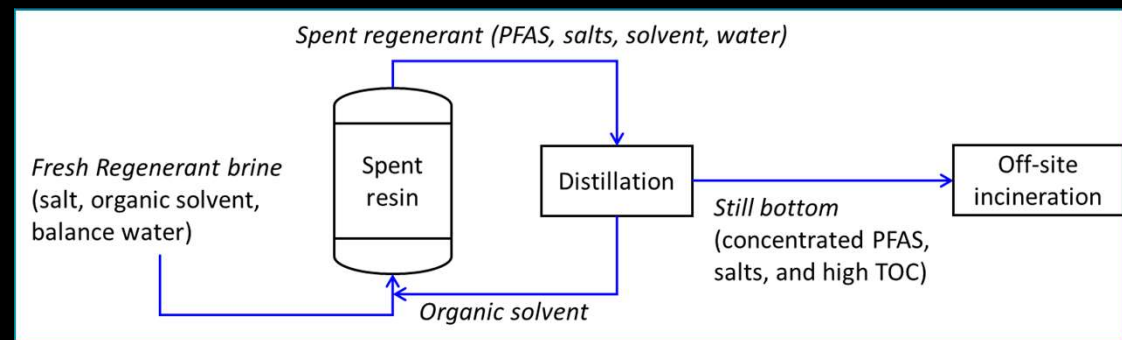 Spent regenerant (PFAS, salts, solvent, water)
Fresh Regenerant brine
(salt, organic solvent,
balance water)
Spent
resin
Distillation
Off-site
incineration
Still bottom
(concentrated PFAS,
salts, and high TOC)
Organic solvent